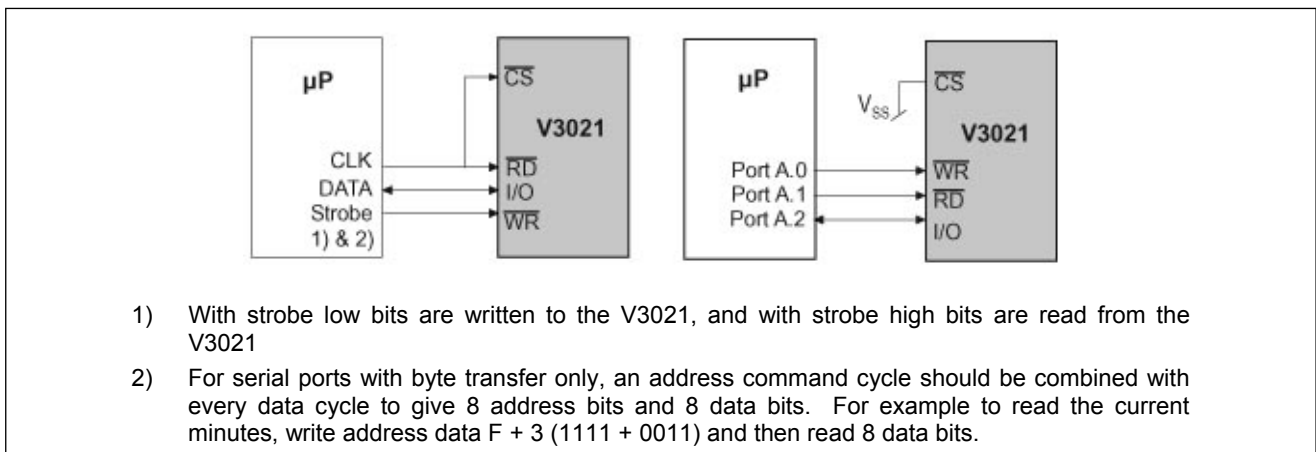 µP
CLK
DATA
Strobe
1) & 2)
CS
V3021
RD
I/O
WR
µP
Port A.0
Port A.1
Port A.2
VSS
CS
V3021
WR
RD
I/O
1) With strobe low bits are written to the V3021, and with strobe high bits are read from the
V3021
2) For serial ports with byte transfer only, an address command cycle should be combined with
every data cycle to give 8 address bits and 8 data bits. For example to read the current
minutes, write address data F + 3 (1111 + 0011) and then read 8 data bits.